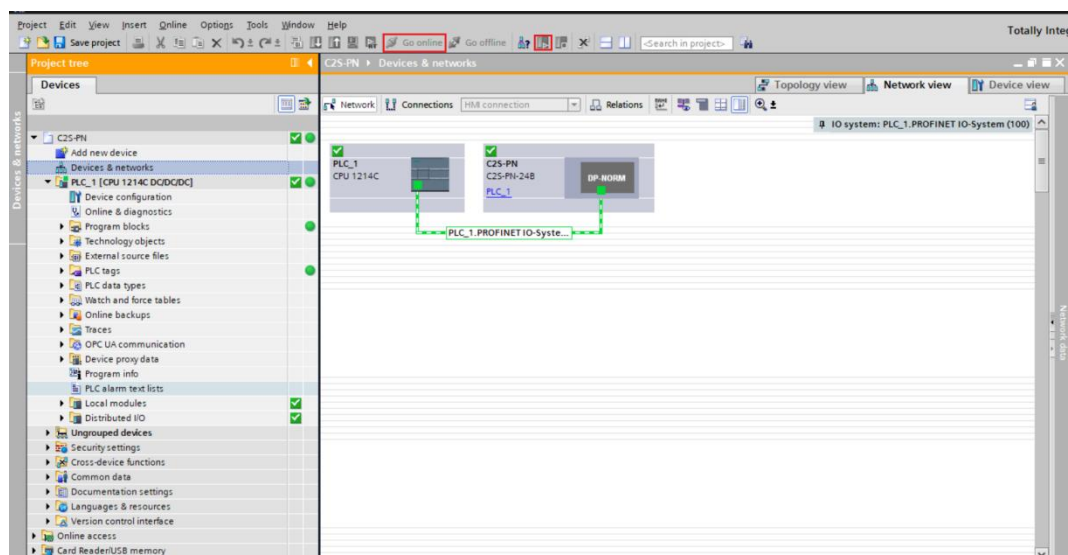 Project Edit View Insert Online Options Tools Window Help
Totally Integ
Save project Go online Go offline <Search in project>
Project tree
C2S-PN Devices & networks
Devices
Topology view Network view Device view
Network Connections HMI connection Relations
IO system: PLC_1.PROFINET IO-System (100)
Devices & networks
C2S-PN
Add new device
Devices & networks
PLC_1 [CPU 1214C DC/DC/DC]
Device configuration
Online & diagnostics
Program blocks
Technology objects
External source files
PLC tags
PLC data types
Watch and force tables
Online backups
Traces
OPC UA communication
Device proxy data
Program info
PLC alarm text lists
Local modules
Distributed I/O
Ungrouped devices
Security settings
Cross-device functions
Common data
Documentation settings
Languages & resources
Version control interface
Online access
Card Reader/USB memory
PLC_1
CPU 1214C
C2S-PN
C2S-PN-24B
PLC_1
DP-NORM
PLC_1.PROFINET IO-Syste...
Network data